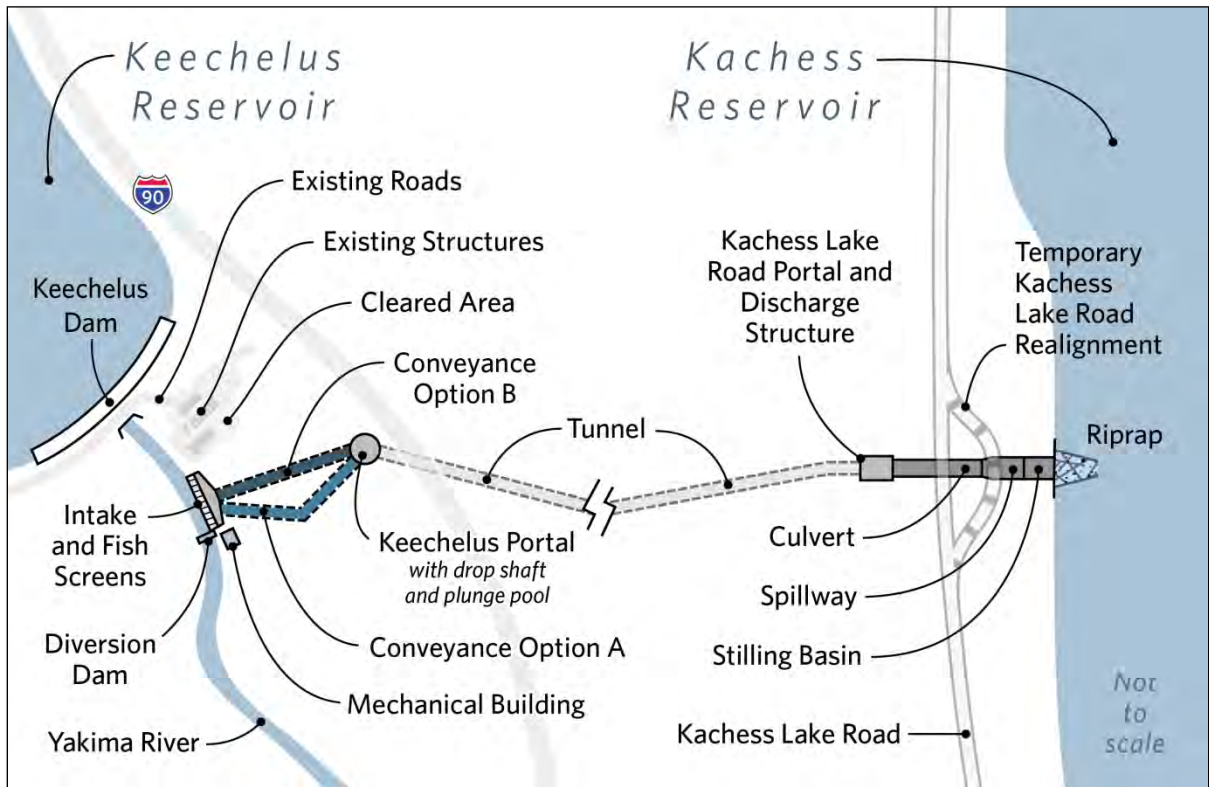 Keechelus
Reservoir
Kachess
Reservoir
90
Existing Roads
Existing Structures
Cleared Area
Keechelus
Dam
Conveyance
Option B
Kachess Lake
Road Portal and
Discharge
Structure
Temporary
Kachess
Lake Road
Realignment
Tunnel
Riprap
Intake
and Fish
Screens
Keechelus Portal
with drop shaft
and plunge pool
Culvert
Spillway
Diversion
Dam
Conveyance Option A
Stilling Basin
Mechanical Building
Yakima River
Kachess Lake Road
Not
to
scale